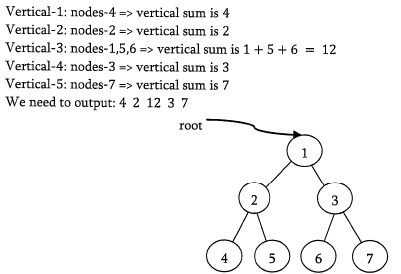 Vertical-1: nodes-4 => vertical sum is 4
Vertical-2: nodes-2 => vertical sum is 2
Vertical-3: nodes-1,5,6 => vertical sum is 1 + 5 + 6 = 12
Vertical-4: nodes-3 => vertical sum is 3
Vertical-5: nodes-7 => vertical sum is 7
We need to output: 4 2 12 3 7
root
1
2 3
4 5 6 7